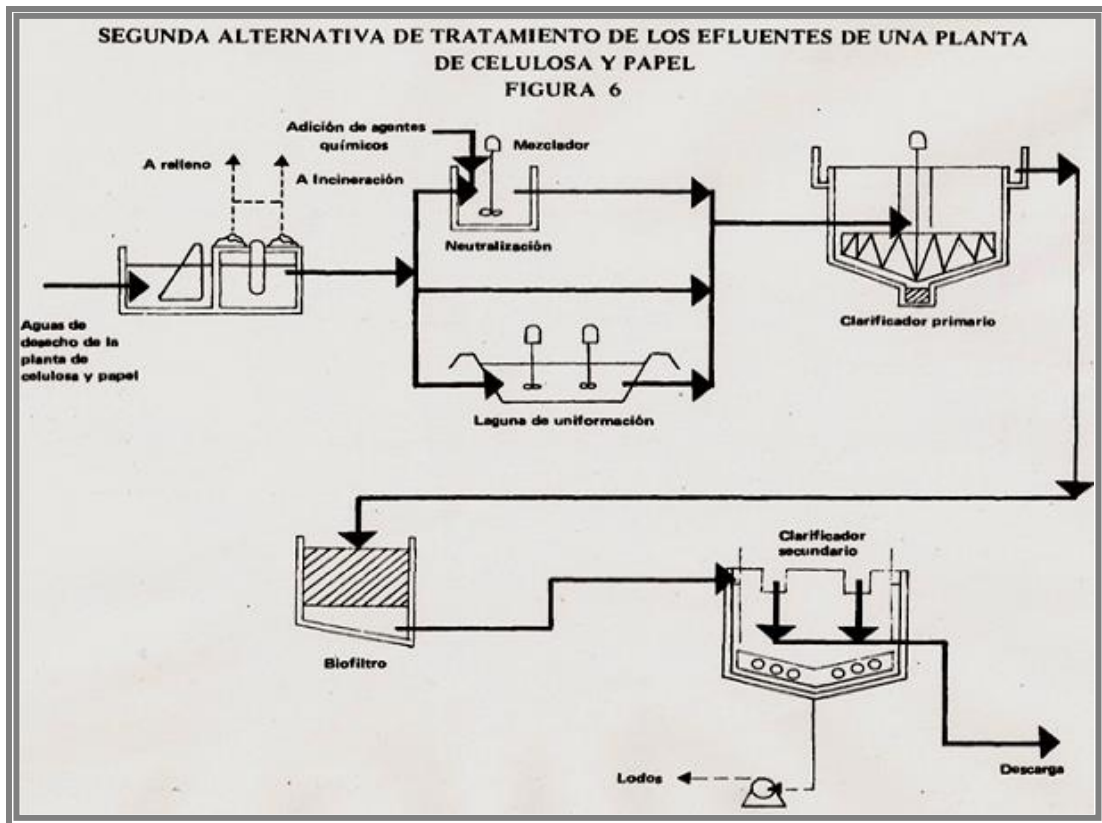 SEGUNDA ALTERNATIVA DE TRATAMIENTO DE LOS EFLUENTES DE UNA PLANTA
DE CELULOSA Y PAPEL
FIGURA 6
Adición de agentes
químicos
Mezclador
A relleno
A Incineración
Neutralización
Aguas de
desecho de la
planta de
celulosa y papel
Clarificador primario
Laguna de uniformación
Clarificador
secundario
Biofiltro
Lodos
Descarga